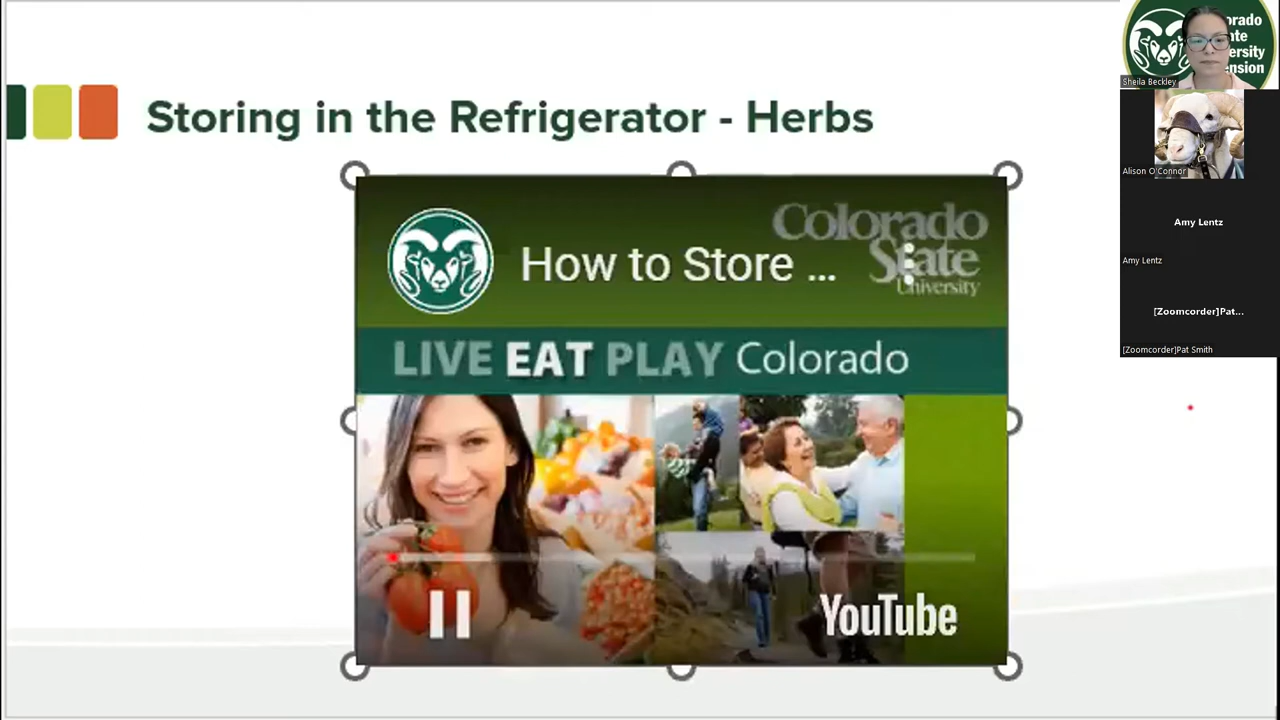 Storing in the Refrigerator - Herbs
How to Store ...
Colorado
State
University
LIVE EAT PLAY Colorado
YouTube
Sheila Beckley
Alison O'Connor
Amy Lentz
Amy Lentz
[Zoomcorder]Pat...
[Zoomcorder]Pat Smith